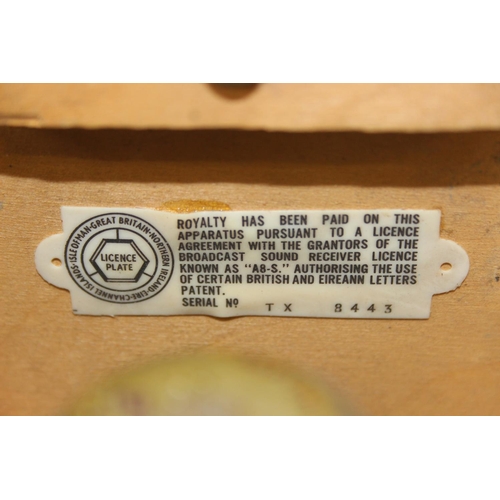 ISLE OF MAN-GREAT BRITAIN-NORTHERN IRELAND-EIRE-CHANNEL ISLANDS-
LICENCE
PLATE
ROYALTY HAS BEEN PAID ON THIS
APPARATUS PURSUANT TO A LICENCE
AGREEMENT WITH THE GRANTORS OF THE
BROADCAST SOUND RECEIVER LICENCE
KNOWN AS "A8-S." AUTHORISING THE USE
OF CERTAIN BRITISH AND EIREANN LETTERS
PATENT.
SERIAL Nº TX 8443